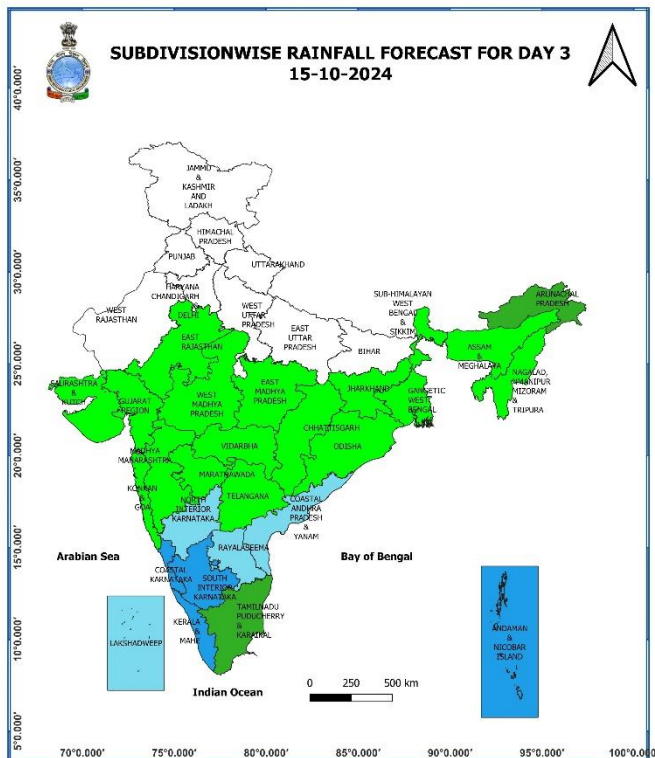 SUBDIVISIONWISE RAINFALL FORECAST FOR DAY 3
15-10-2024
40°0.000'
35°0.000'
30°0.000'
25°0.000'
20°0.000'
15°0.000'
10°0.000'
5°0.000'
JAMMU
&
KASHMIR
AND
LADAKH
HIMACHAL
PRADESH
PUNJAB
UTTARAKHAND
HARYANA
CHANDIGARH
DELHI
WEST
RAJASTHAN
WEST
UTTAR
PRADESH
EAST
UTTAR
PRADESH
SUB-HIMALAYAN
WEST
BENGAL
&
SIKKIM
BIHAR
ARUNACHAL
PRADESH
EAST
RAJASTHAN
ASSAM
&
MEGHALAYA
NAGALAD,
MANIPUR
MIZORAM
&
TRIPURA
SAURASHTRA
&
KUTCH
GUJARAT
REGION
WEST
MADHYA
PRADESH
EAST
MADHYA
PRADESH
JHARKHAND
GANGETIC
WEST
BENGAL
CHHATTISGARH
ODISHA
VIDARBHA
MADHYA
MAHARASHTRA
MARATHAWADA
KONKAN
&
GOA
TELANGANA
NORTH
INTERIOR
KARNATAKA
COASTAL
ANDHRA
PRADESH
&
YANAM
RAYALASEEMA
Arabian Sea
Bay of Bengal
COASTAL
KARNATAKA
SOUTH
INTERIOR
KARNATAKA
TAMILNADU
PUDUCHERRY
&
KARAIKAL
KERALA
&
MAHE
LAKSHADWEEP
ANDAMAN
&
NICOBAR
ISLAND
Indian Ocean
0 250 500 km
70°0.000' 75°0.000' 80°0.000' 85°0.000' 90°0.000' 95°0.000' 100°0.000'